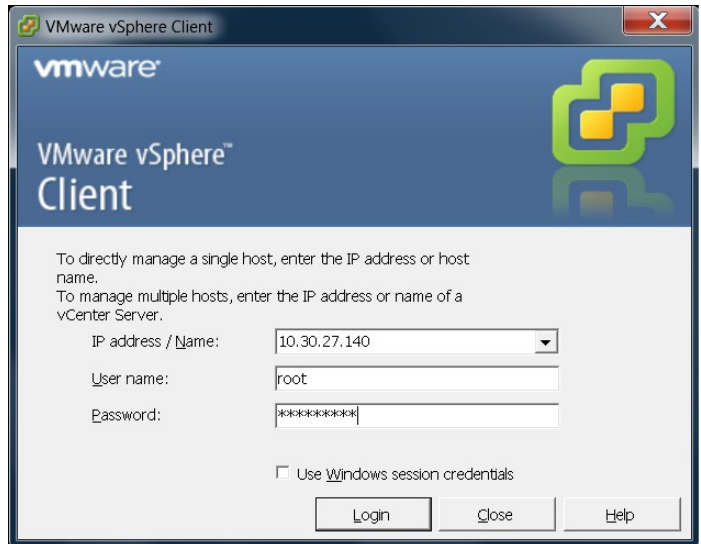 VMware vSphere Client
vmware
VMware vSphere™
Client
To directly manage a single host, enter the IP address or host
name.
To manage multiple hosts, enter the IP address or name of a
vCenter Server.
IP address / Name: 10.30.27.140
User name: root
Password: *********
Use Windows session credentials
Login Close Help